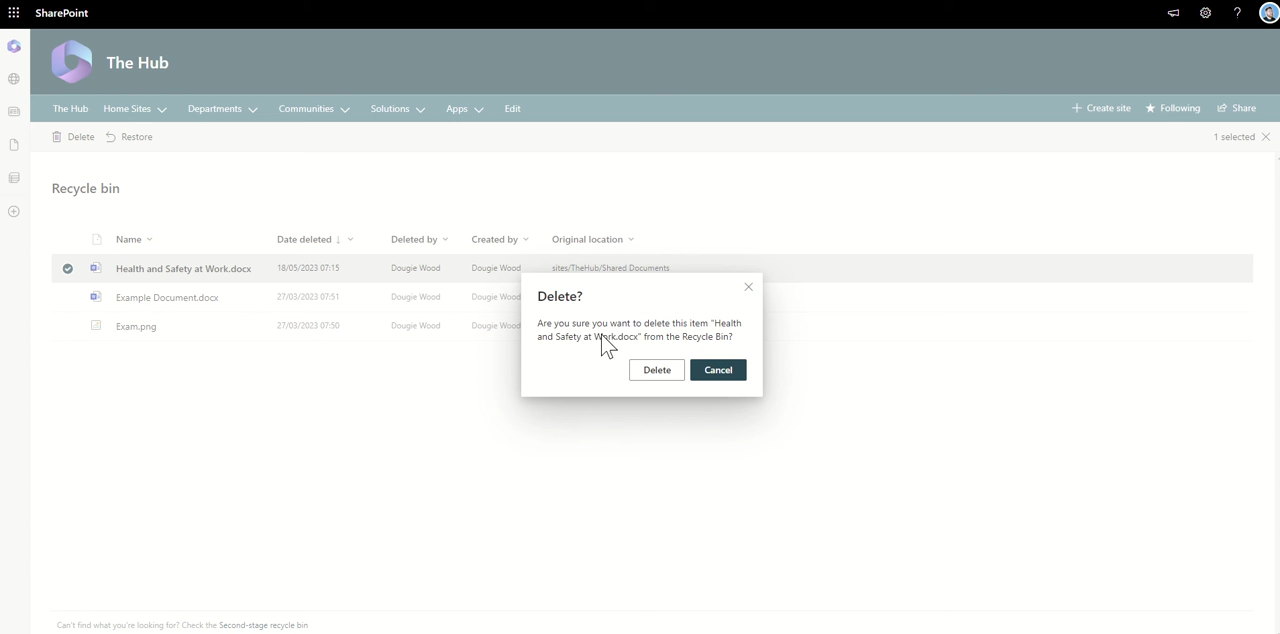 SharePoint
?
The Hub
The Hub Home Sites Departments Communities Solutions Apps Edit Create site Following Share
Delete Restore 1 selected
Recycle bin
Name Date deleted ↓ Deleted by Created by Original location
Health and Safety at Work.docx 18/05/2023 07:15 Dougie Wood Dougie Wood sites/TheHub/Shared Documents
Example Document.docx 27/03/2023 07:51 Dougie Wood Dougie Wood
Exam.png 27/03/2023 07:50 Dougie Wood Dougie Wood
Delete?
Are you sure you want to delete this item "Health
and Safety at Work.docx" from the Recycle Bin?
Delete Cancel
Can't find what you're looking for? Check the Second-stage recycle bin